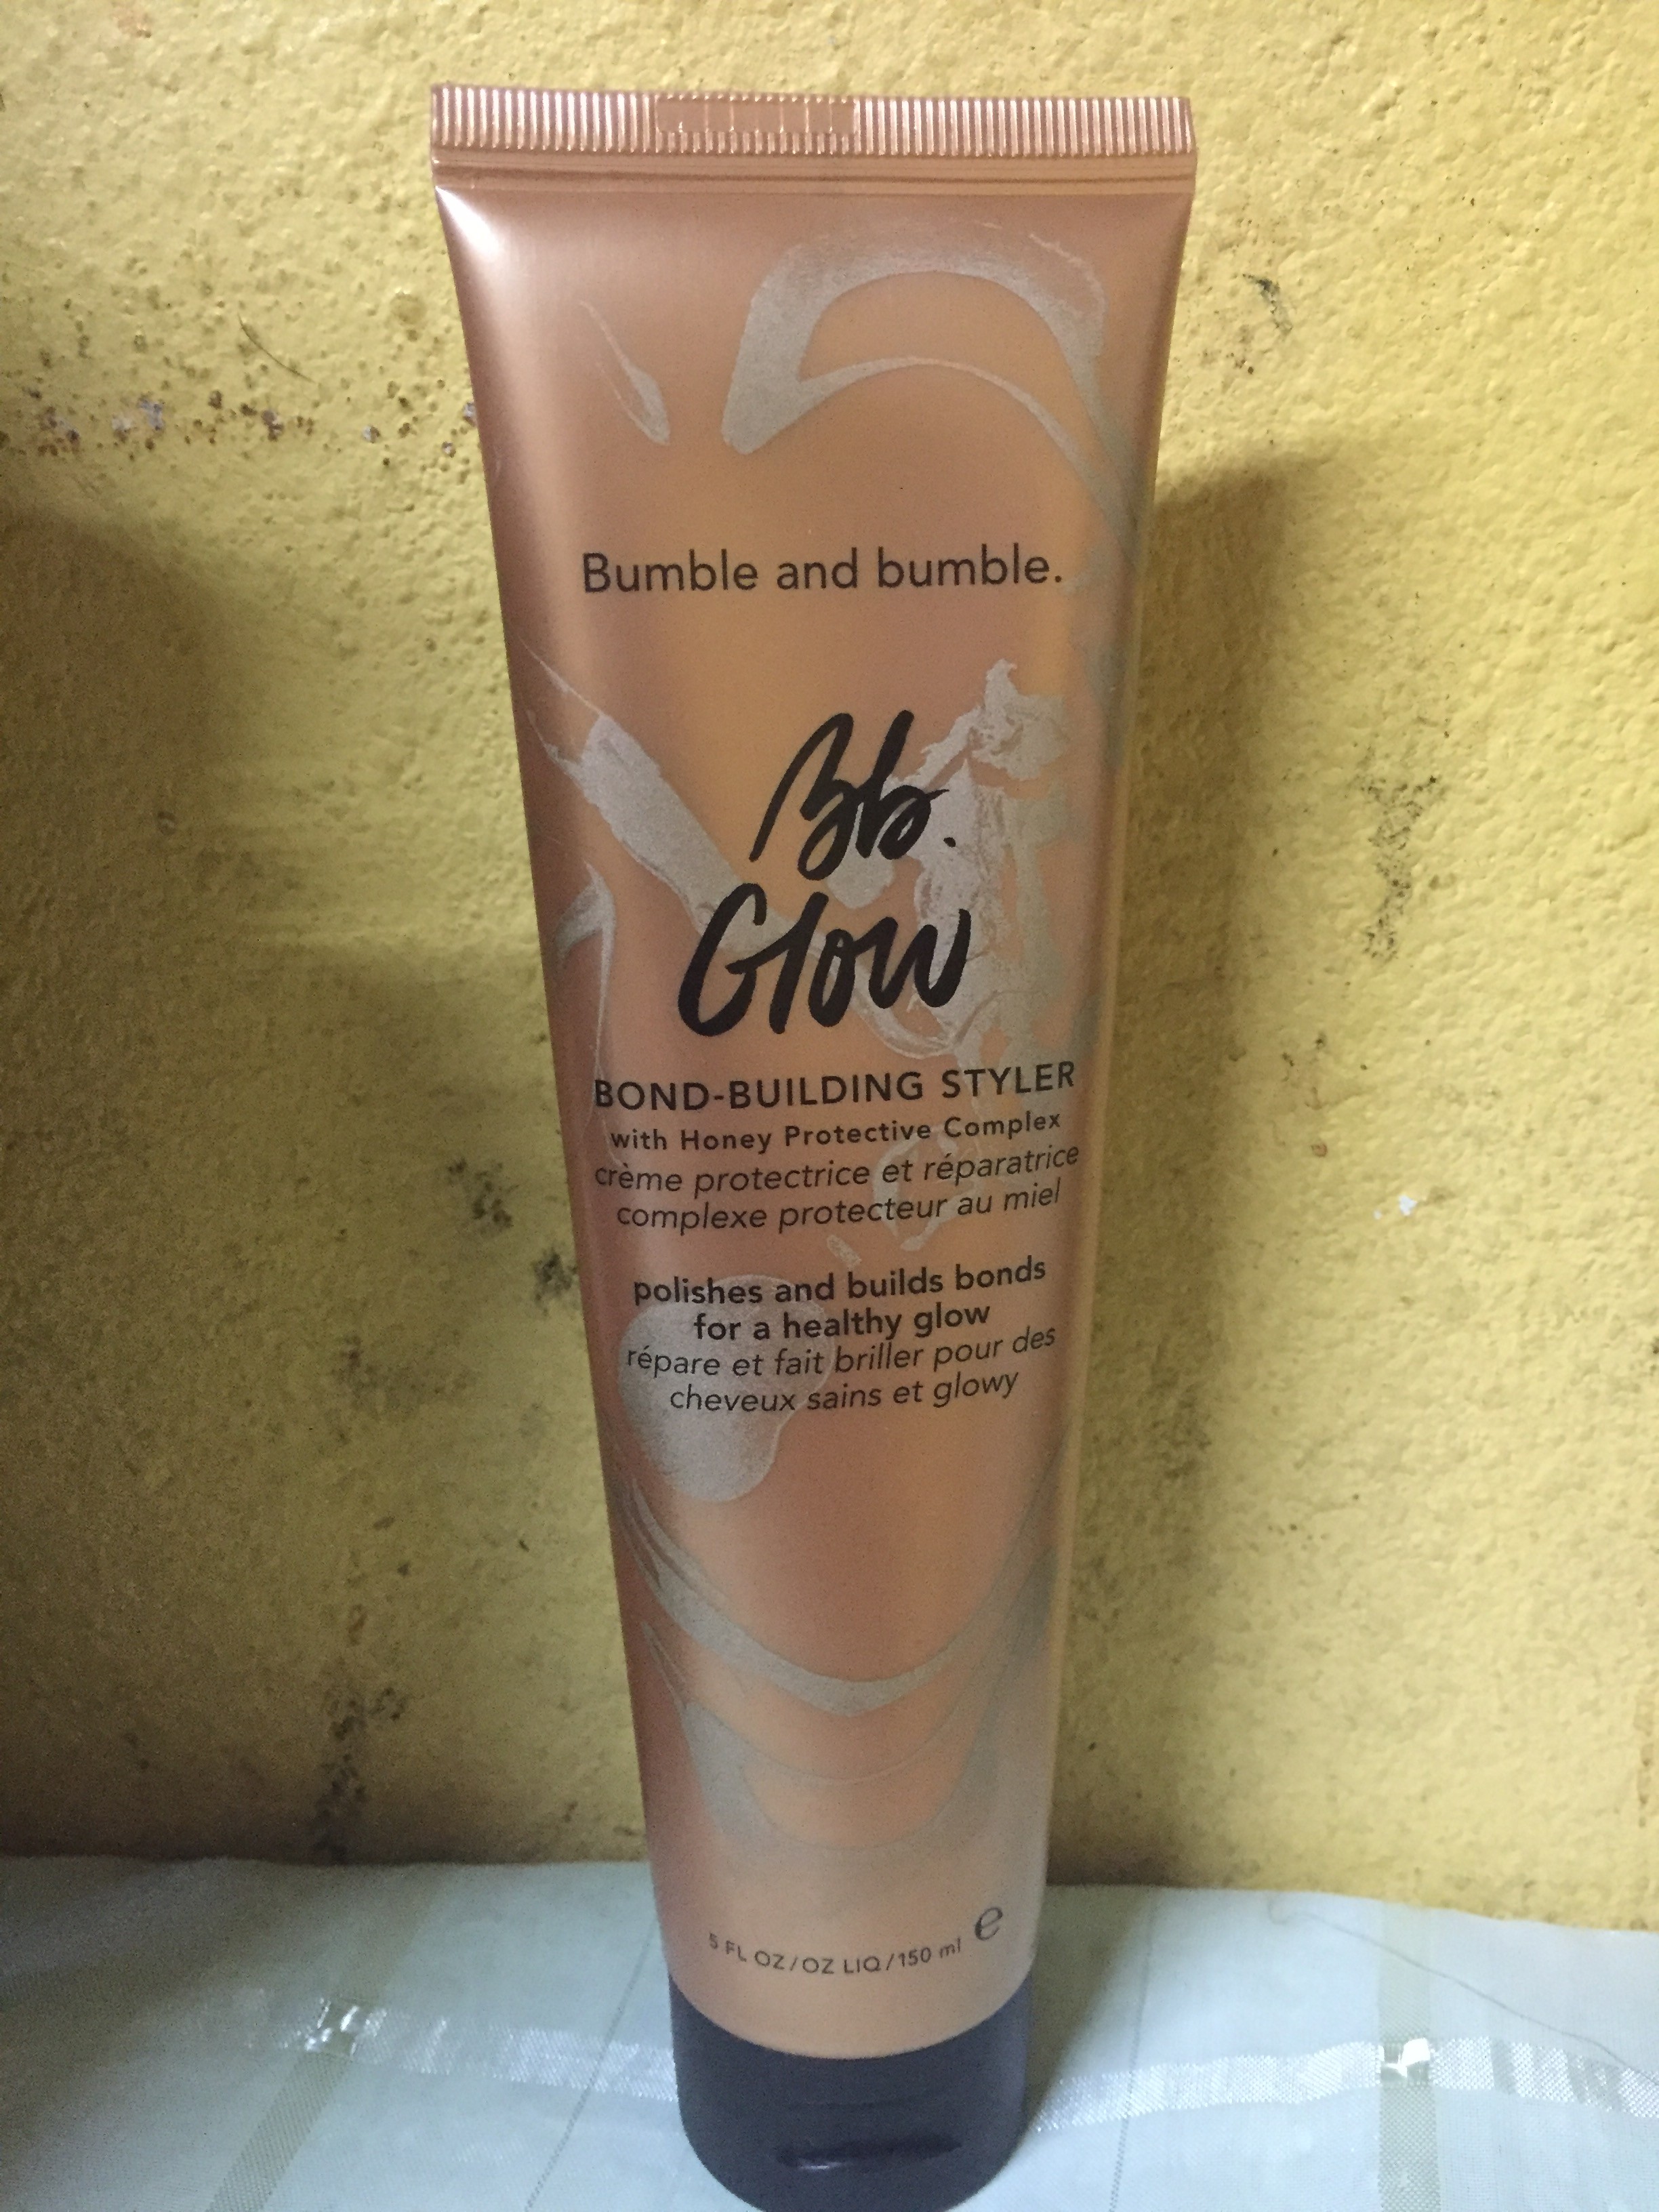 Bumble and bumble.
Bb.
Glow
BOND-BUILDING STYLER
with Honey Protective Complex
crème protectrice et réparatrice
complexe protecteur au miel
polishes and builds bonds
for a healthy glow
répare et fait briller pour des
cheveux sains et glowy
5 FL OZ/OZ LIQ/150 ml ℮